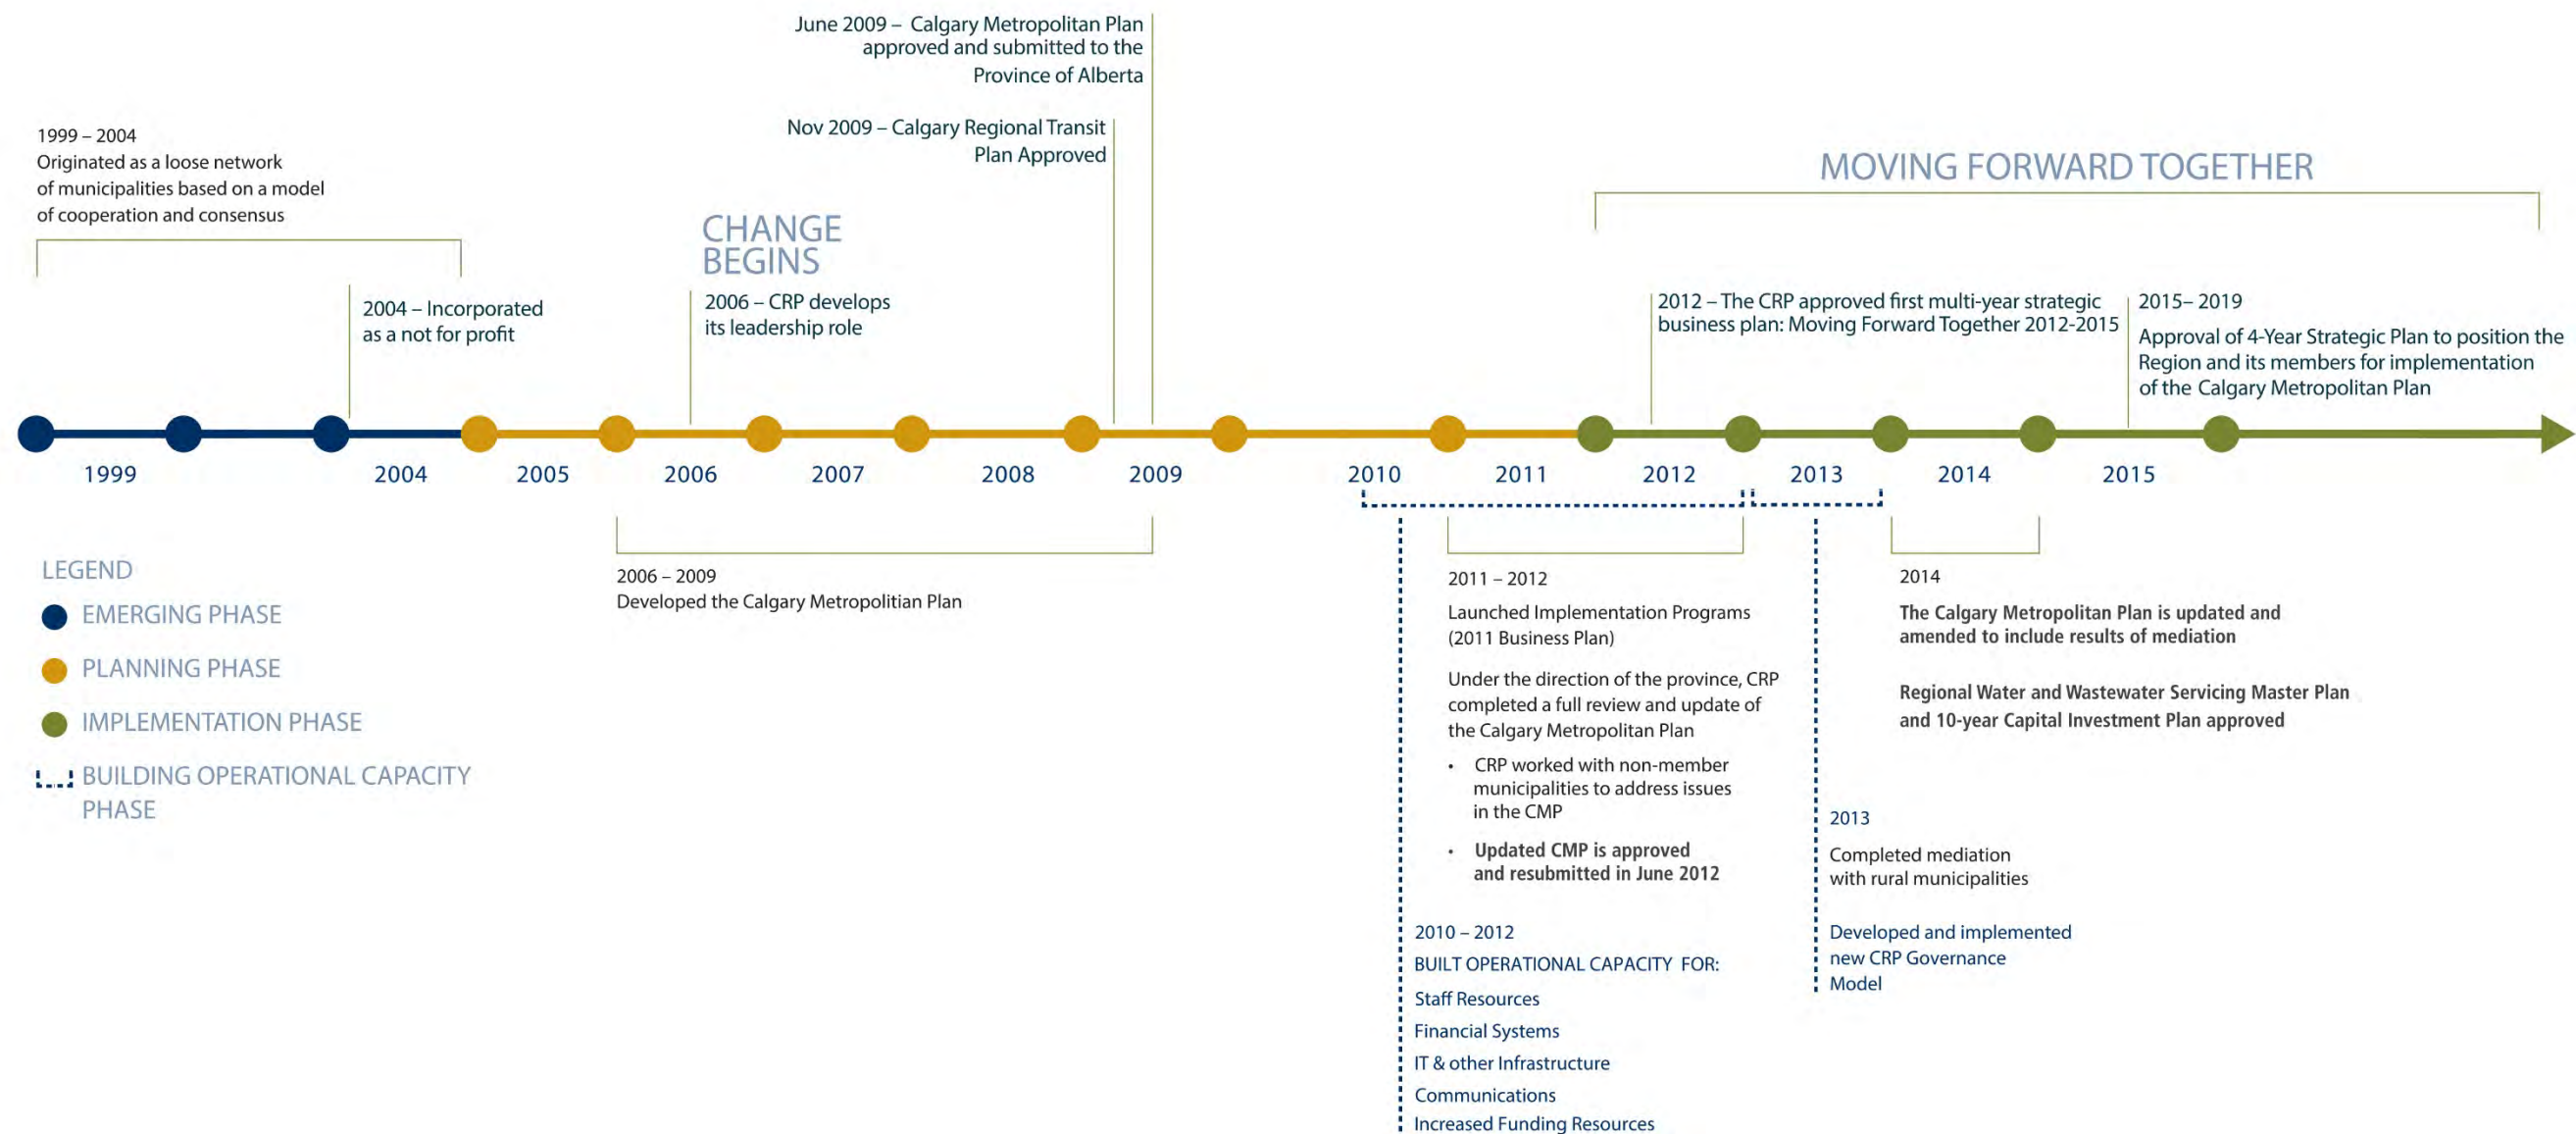 June 2009 – Calgary Metropolitan Plan
approved and submitted to the
Province of Alberta
Nov 2009 – Calgary Regional Transit
Plan Approved
1999 – 2004
Originated as a loose network
of municipalities based on a model
of cooperation and consensus
MOVING FORWARD TOGETHER
CHANGE
BEGINS
2004 – Incorporated
as a not for profit
2006 – CRP develops
its leadership role
2012 – The CRP approved first multi-year strategic
business plan: Moving Forward Together 2012-2015
2015– 2019
Approval of 4-Year Strategic Plan to position the
Region and its members for implementation
of the Calgary Metropolitan Plan
1999
2004
2005
2006
2007
2008
2009
2010
2011
2012
2013
2014
2015
LEGEND
EMERGING PHASE
PLANNING PHASE
IMPLEMENTATION PHASE
BUILDING OPERATIONAL CAPACITY
PHASE
2006 – 2009
Developed the Calgary Metropolitian Plan
2011 – 2012
Launched Implementation Programs
(2011 Business Plan)
Under the direction of the province, CRP
completed a full review and update of
the Calgary Metropolitan Plan
• CRP worked with non-member
municipalities to address issues
in the CMP
• Updated CMP is approved
and resubmitted in June 2012
2010 – 2012
BUILT OPERATIONAL CAPACITY FOR:
Staff Resources
Financial Systems
IT & other Infrastructure
Communications
Increased Funding Resources
2014
The Calgary Metropolitan Plan is updated and
amended to include results of mediation
Regional Water and Wastewater Servicing Master Plan
and 10-year Capital Investment Plan approved
2013
Completed mediation
with rural municipalities
Developed and implemented
new CRP Governance
Model